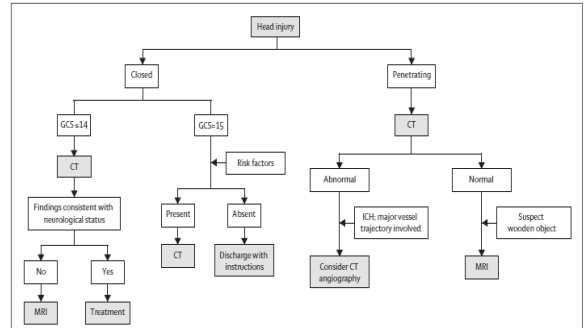 Head injury
Closed
Penetrating
GCS≤14
GCS=15
CT
CT
Risk factors
Findings consistent with
neurological status
Present
Absent
Abnormal
Normal
ICH; major vessel
trajectory involved
Suspect
wooden object
No
Yes
CT
Discharge with
instructions
Consider CT
angiography
MRI
MRI
Treatment